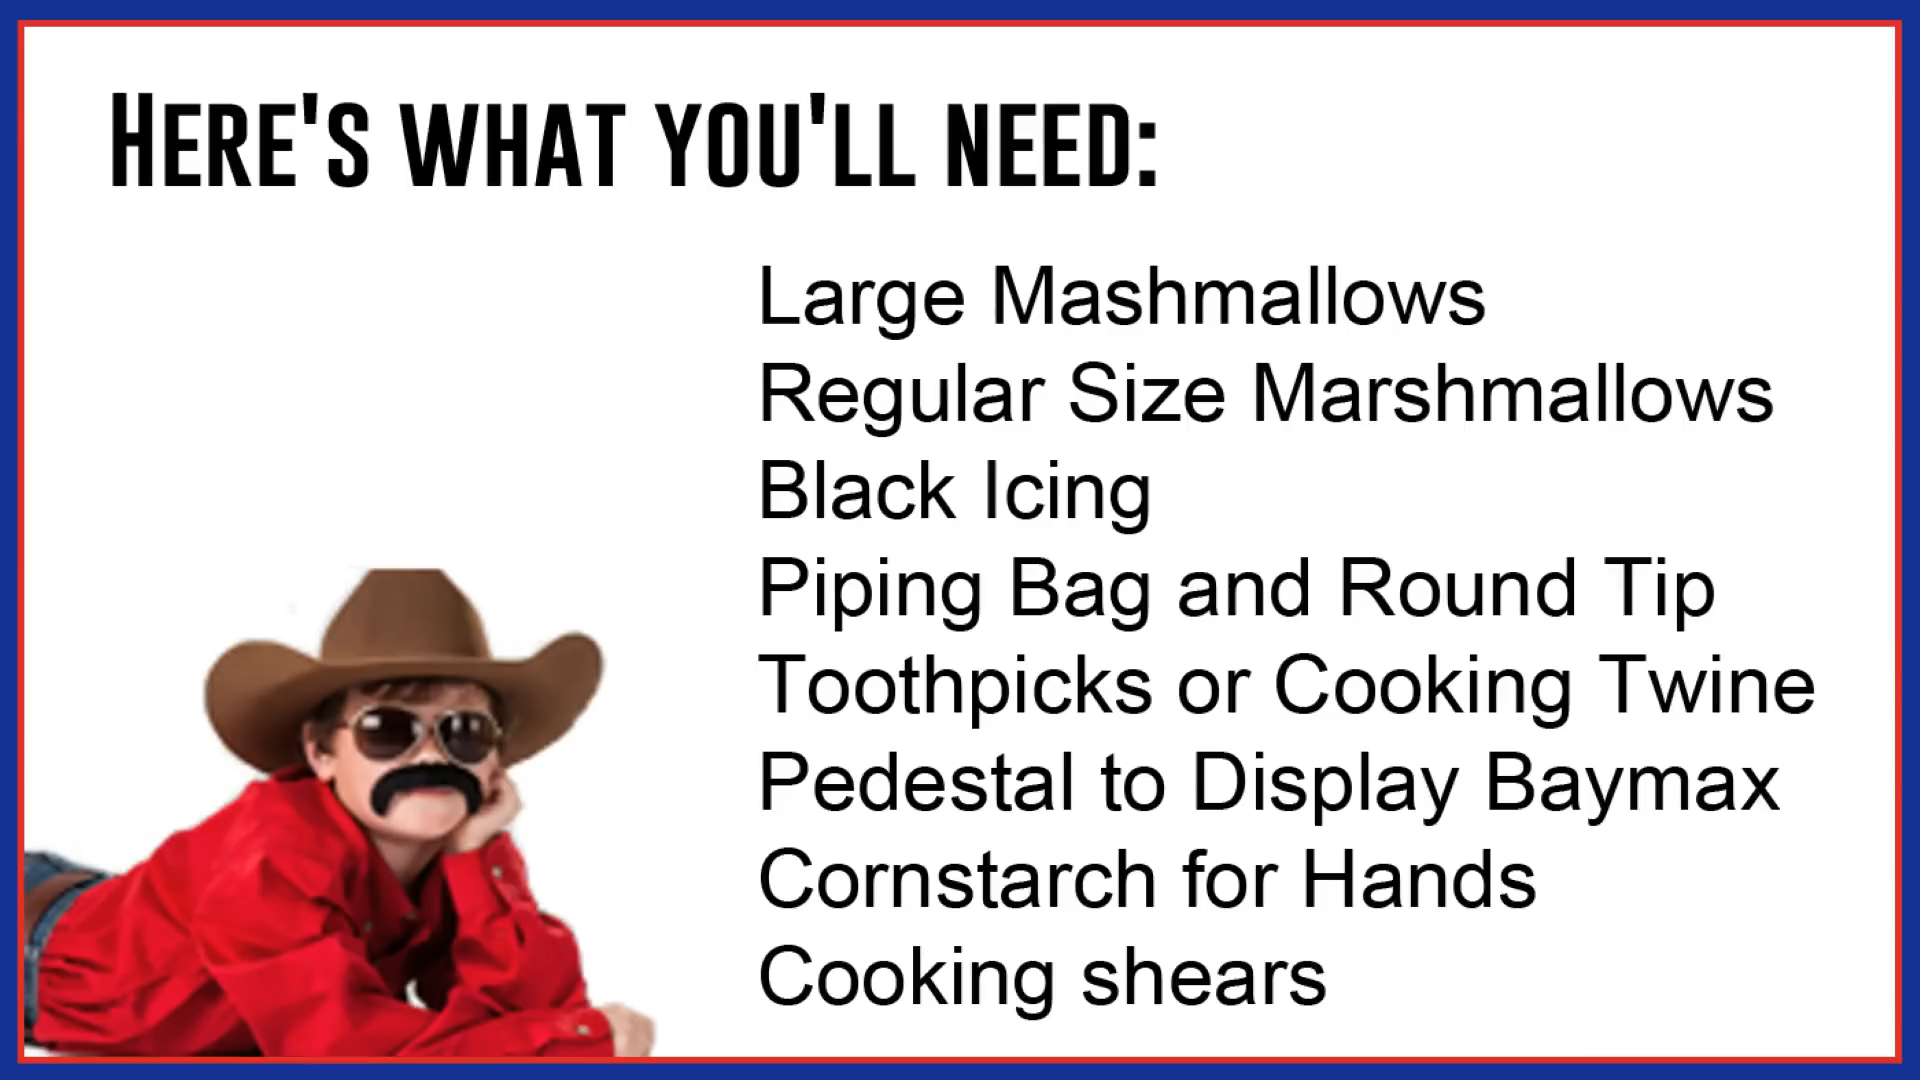 HERE'S WHAT YOU'LL NEED:
Large Mashmallows
Regular Size Marshmallows
Black Icing
Piping Bag and Round Tip
Toothpicks or Cooking Twine
Pedestal to Display Baymax
Cornstarch for Hands
Cooking shears